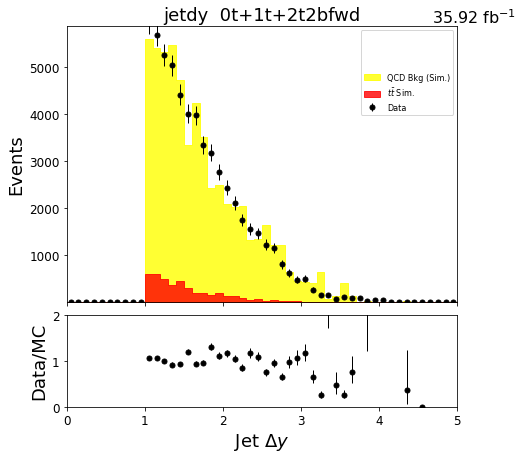 jetdy 0t+1t+2t2bfwd
35.92 fb⁻¹
Events
5000
4000
3000
2000
1000
QCD Bkg (Sim.)
tt̄ Sim.
Data
Data/MC
2
1
0
0 1 2 3 4 5
Jet Δy